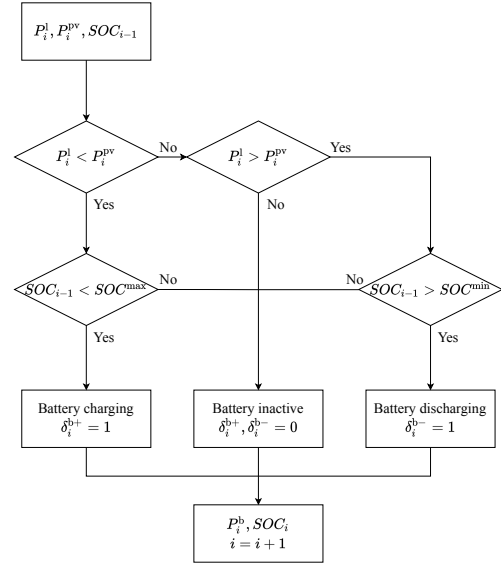 P_i^l, P_i^pv, SOC_{i−1}
P_i^l < P_i^pv
No
P_i^l > P_i^pv
Yes
Yes
No
SOC_{i−1} < SOC^max
No
No
SOC_{i−1} > SOC^min
Yes
Yes
Battery charging
δ_i^{b+} = 1
Battery inactive
δ_i^{b+}, δ_i^{b−} = 0
Battery discharging
δ_i^{b−} = 1
P_i^b, SOC_i
i = i + 1